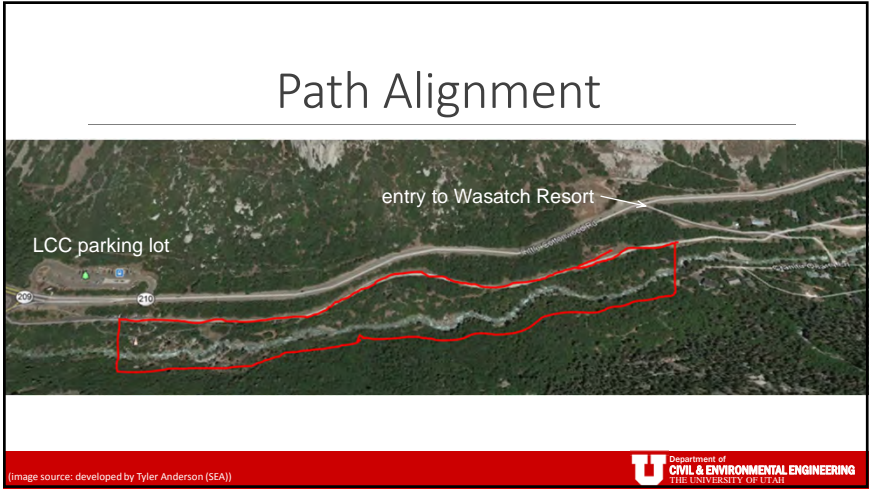 Path Alignment
entry to Wasatch Resort
LCC parking lot
209
210
(image source: developed by Tyler Anderson (SEA))
Department of
CIVIL & ENVIRONMENTAL ENGINEERING
THE UNIVERSITY OF UTAH